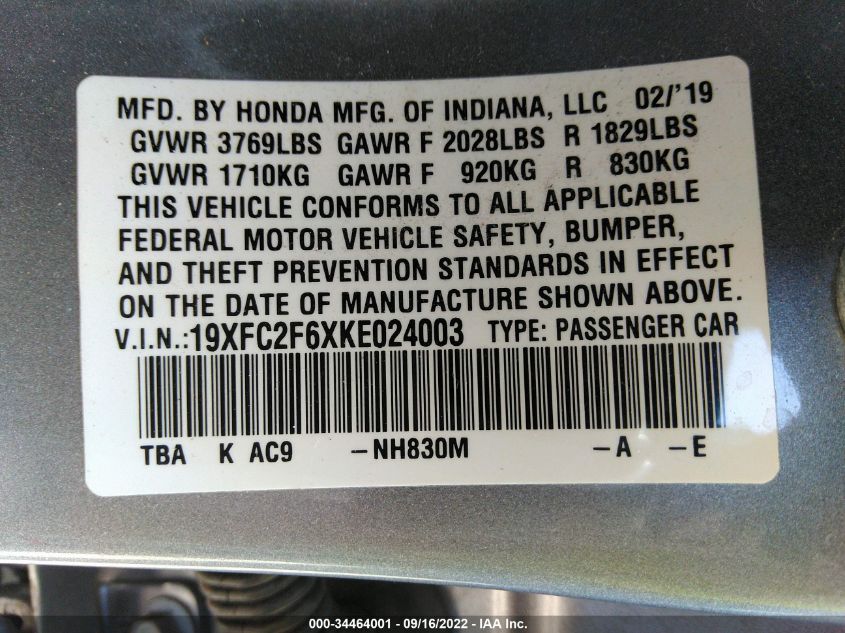 MFD. BY HONDA MFG. OF INDIANA, LLC 02/'19
GVWR 3769LBS GAWR F 2028LBS R 1829LBS
GVWR 1710KG GAWR F 920KG R 830KG
THIS VEHICLE CONFORMS TO ALL APPLICABLE
FEDERAL MOTOR VEHICLE SAFETY, BUMPER,
AND THEFT PREVENTION STANDARDS IN EFFECT
ON THE DATE OF MANUFACTURE SHOWN ABOVE.
V.I.N.:19XFC2F6XKE024003 TYPE: PASSENGER CAR
TBA K AC9 -NH830M -A -E
000-34464001 - 09/16/2022 - IAA Inc.